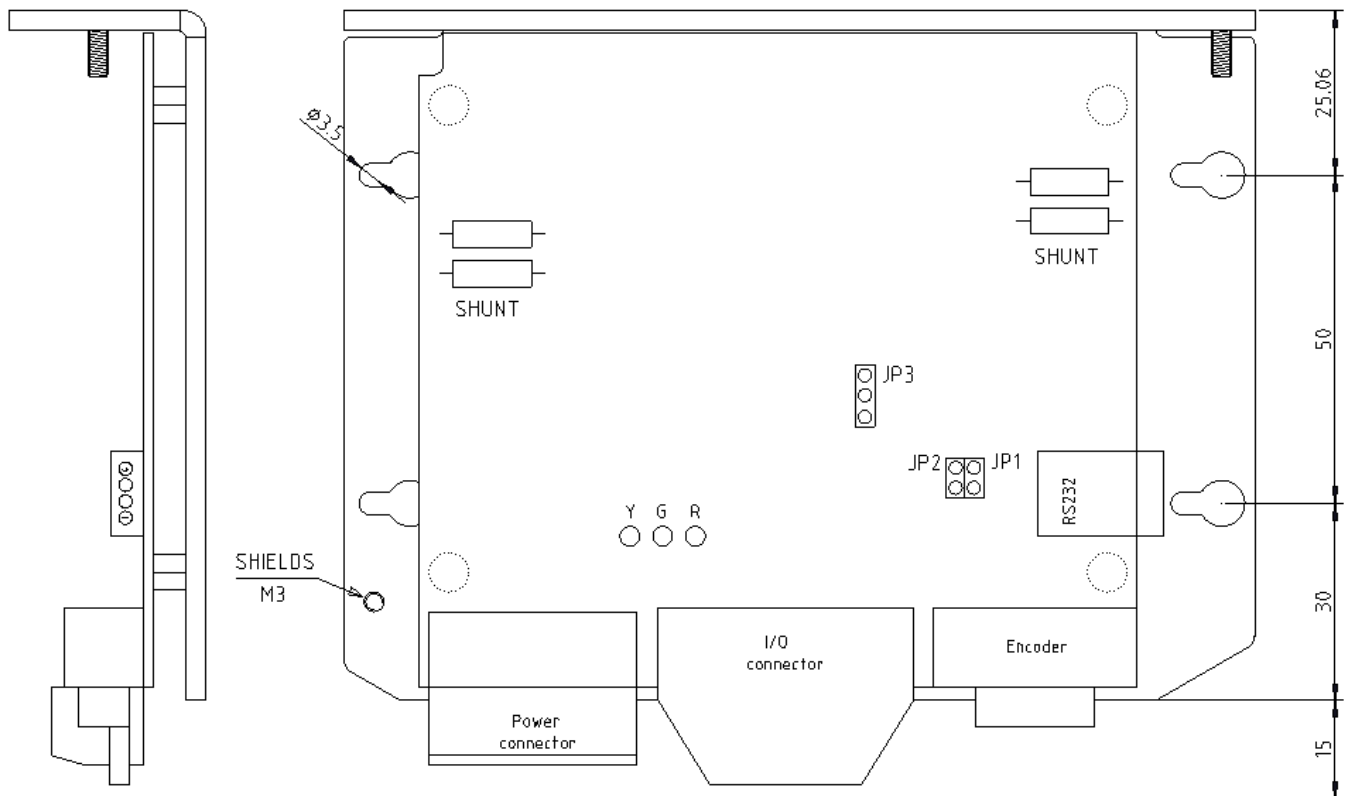 25.06
ø3.5
SHUNT
SHUNT
50
JP3
JP2
JP1
RS232
Y G R
SHIELDS
M3
30
I/O
connector
Encoder
Power
connector
15